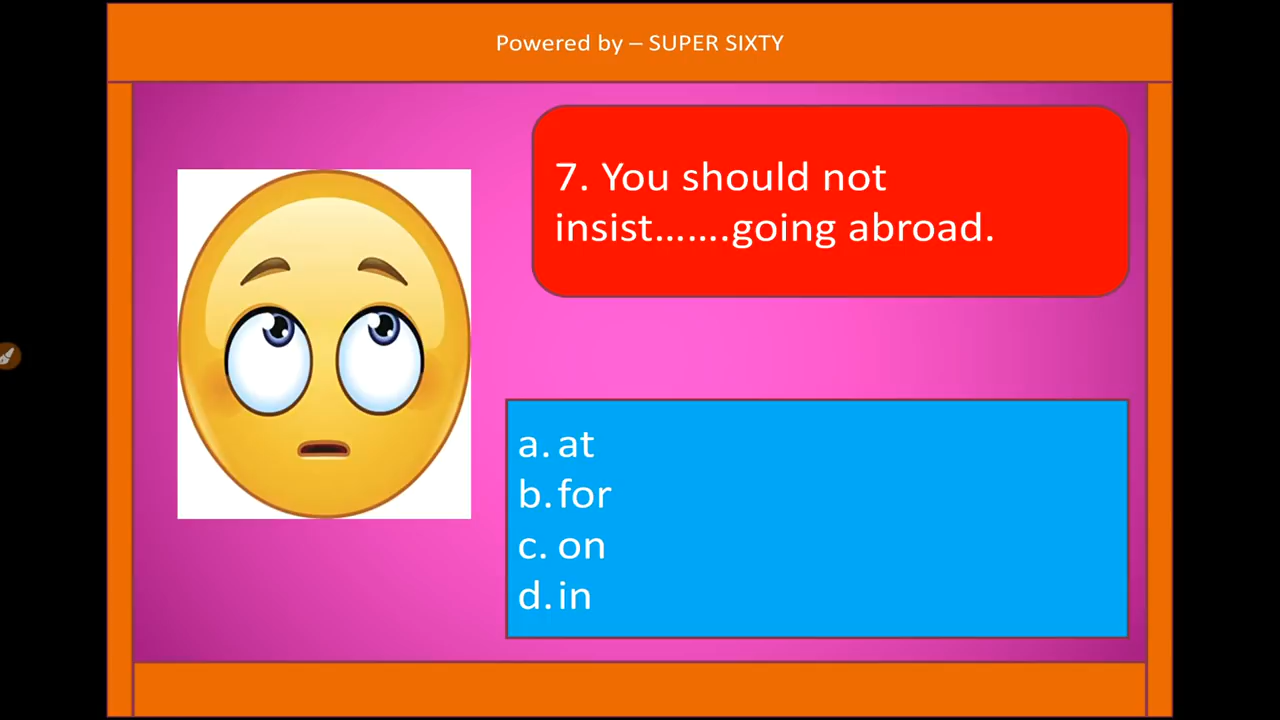 Powered by – SUPER SIXTY
7. You should not
insist…….going abroad.
a. at
b. for
c. on
d. in